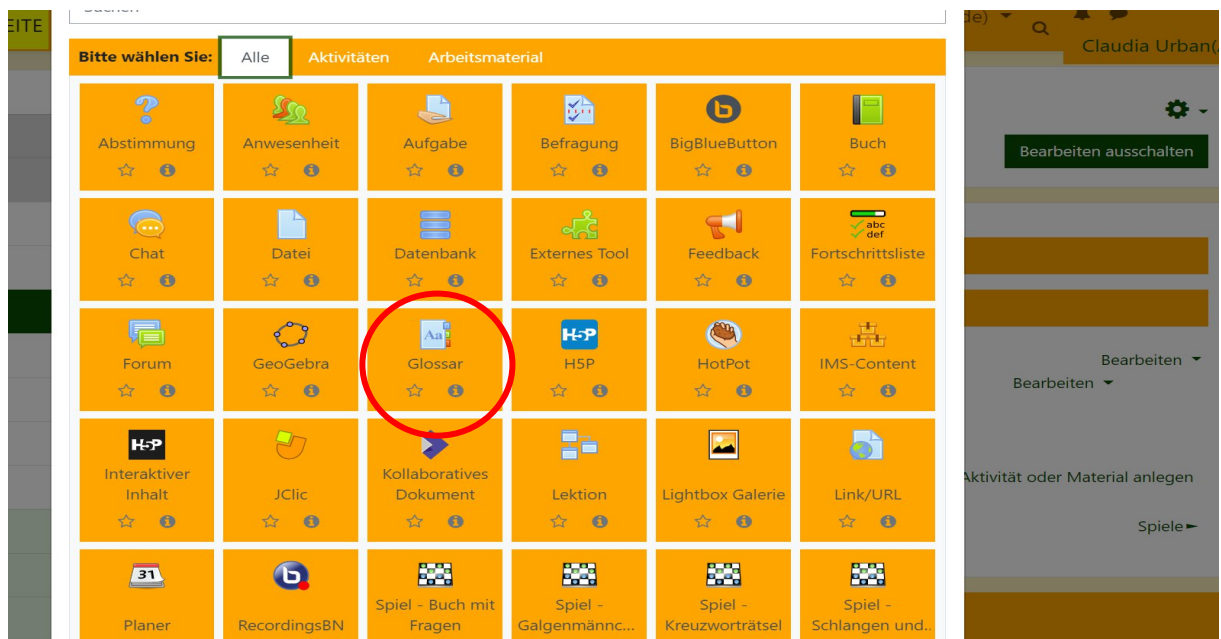 EITE
de)
Claudia Urban(
Bitte wählen Sie: Alle Aktivitäten Arbeitsmaterial
Abstimmung Anwesenheit Aufgabe Befragung BigBlueButton Buch
Bearbeiten ausschalten
abc
def
Chat Datei Datenbank Externes Tool Feedback Fortschrittsliste
Aa
H5P
Forum GeoGebra Glossar H5P HotPot IMS-Content
Bearbeiten
Bearbeiten
H5P
Interaktiver
Inhalt
JClic
Kollaboratives
Dokument
Lektion
Lightbox Galerie
Link/URL
Aktivität oder Material anlegen
Spiele
31
b
Planer
RecordingsBN
Spiel - Buch mit
Fragen
Spiel -
Galgenmännc...
Spiel -
Kreuzworträtsel
Spiel -
Schlangen und..